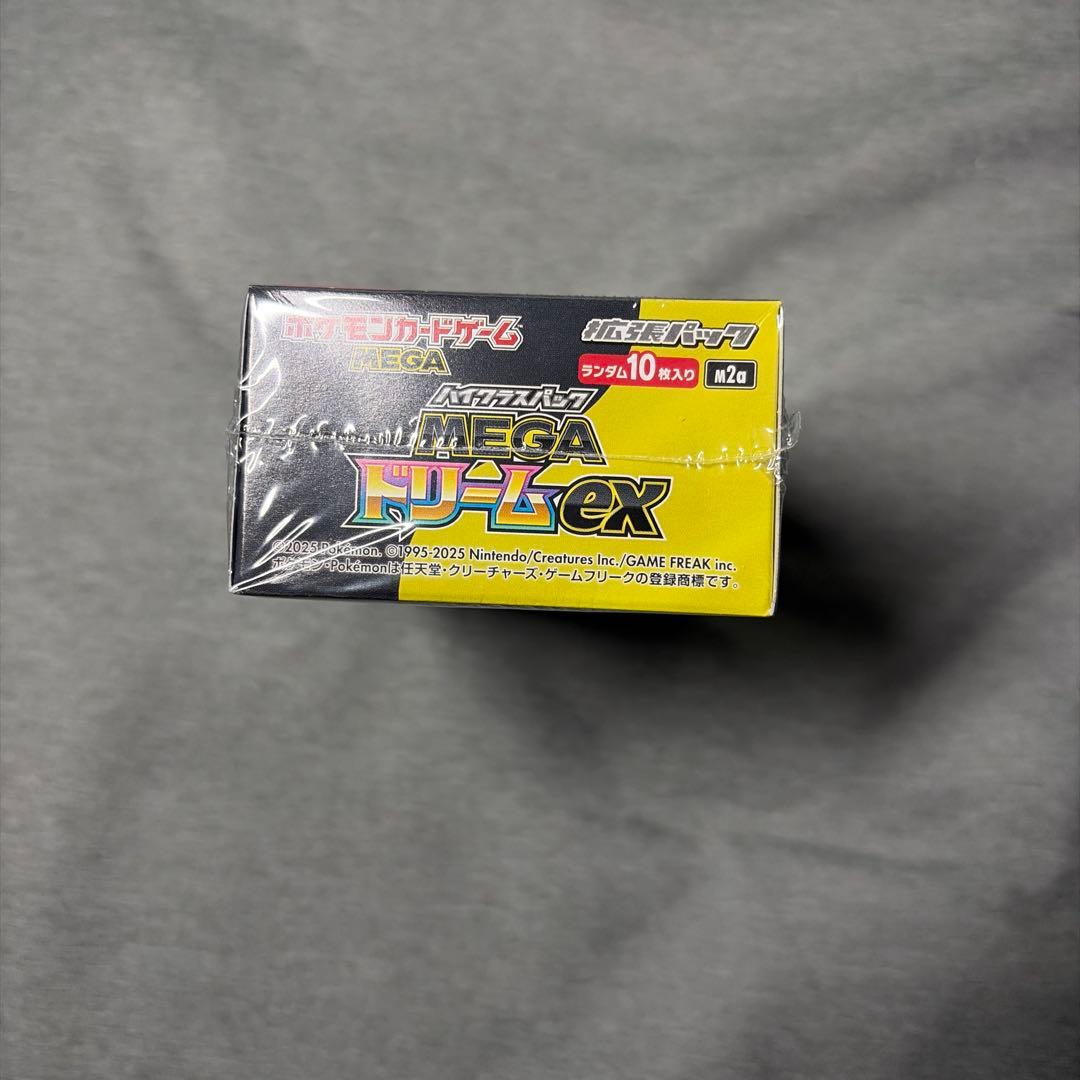 ポケモンカードゲーム
MEGA
拡張パック
ランダム10枚入り M2a
ハイクラスパック
MEGA
ドリームex
©2025 Pokémon. ©1995-2025 Nintendo/Creatures Inc./GAME FREAK inc.
ポケモン・Pokémonは任天堂・クリーチャーズ・ゲームフリークの登録商標です。